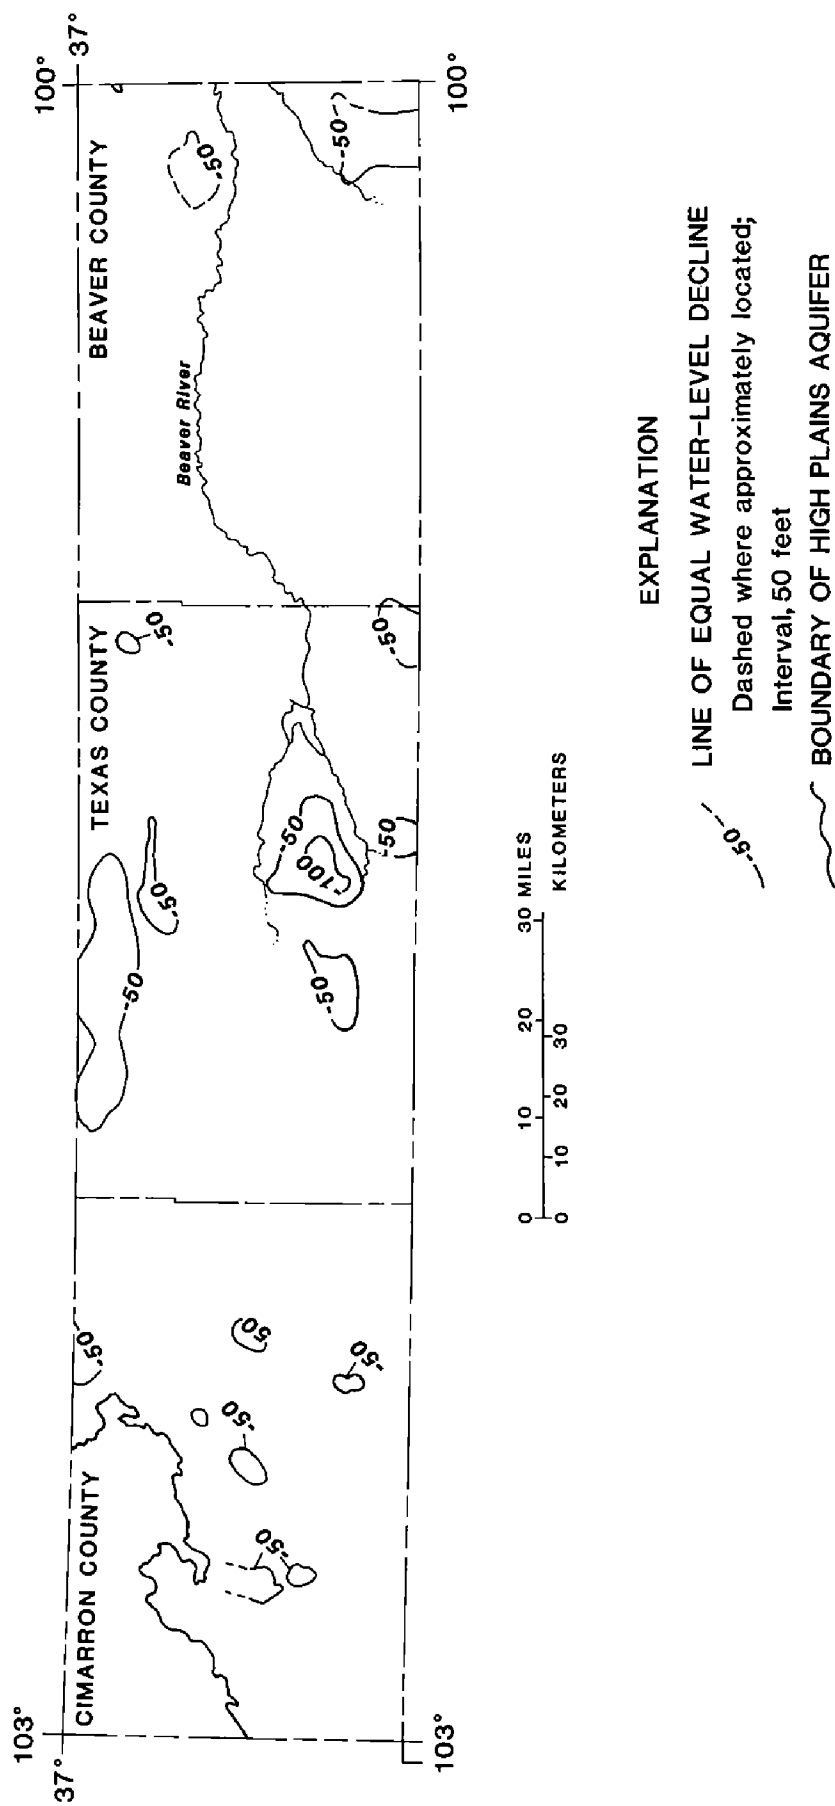 103°
100°
37°
37°
CIMARRON COUNTY
TEXAS COUNTY
BEAVER COUNTY
-50
-50
-50
-50
-50
-50
50
-50
-50
Beaver River
-50
-50
-50
-100
-50
-50
-50
103°
100°
0 10 20 30 MILES
0 10 20 30 KILOMETERS
EXPLANATION
-50
LINE OF EQUAL WATER-LEVEL DECLINE
Dashed where approximately located;
Interval, 50 feet
BOUNDARY OF HIGH PLAINS AQUIFER